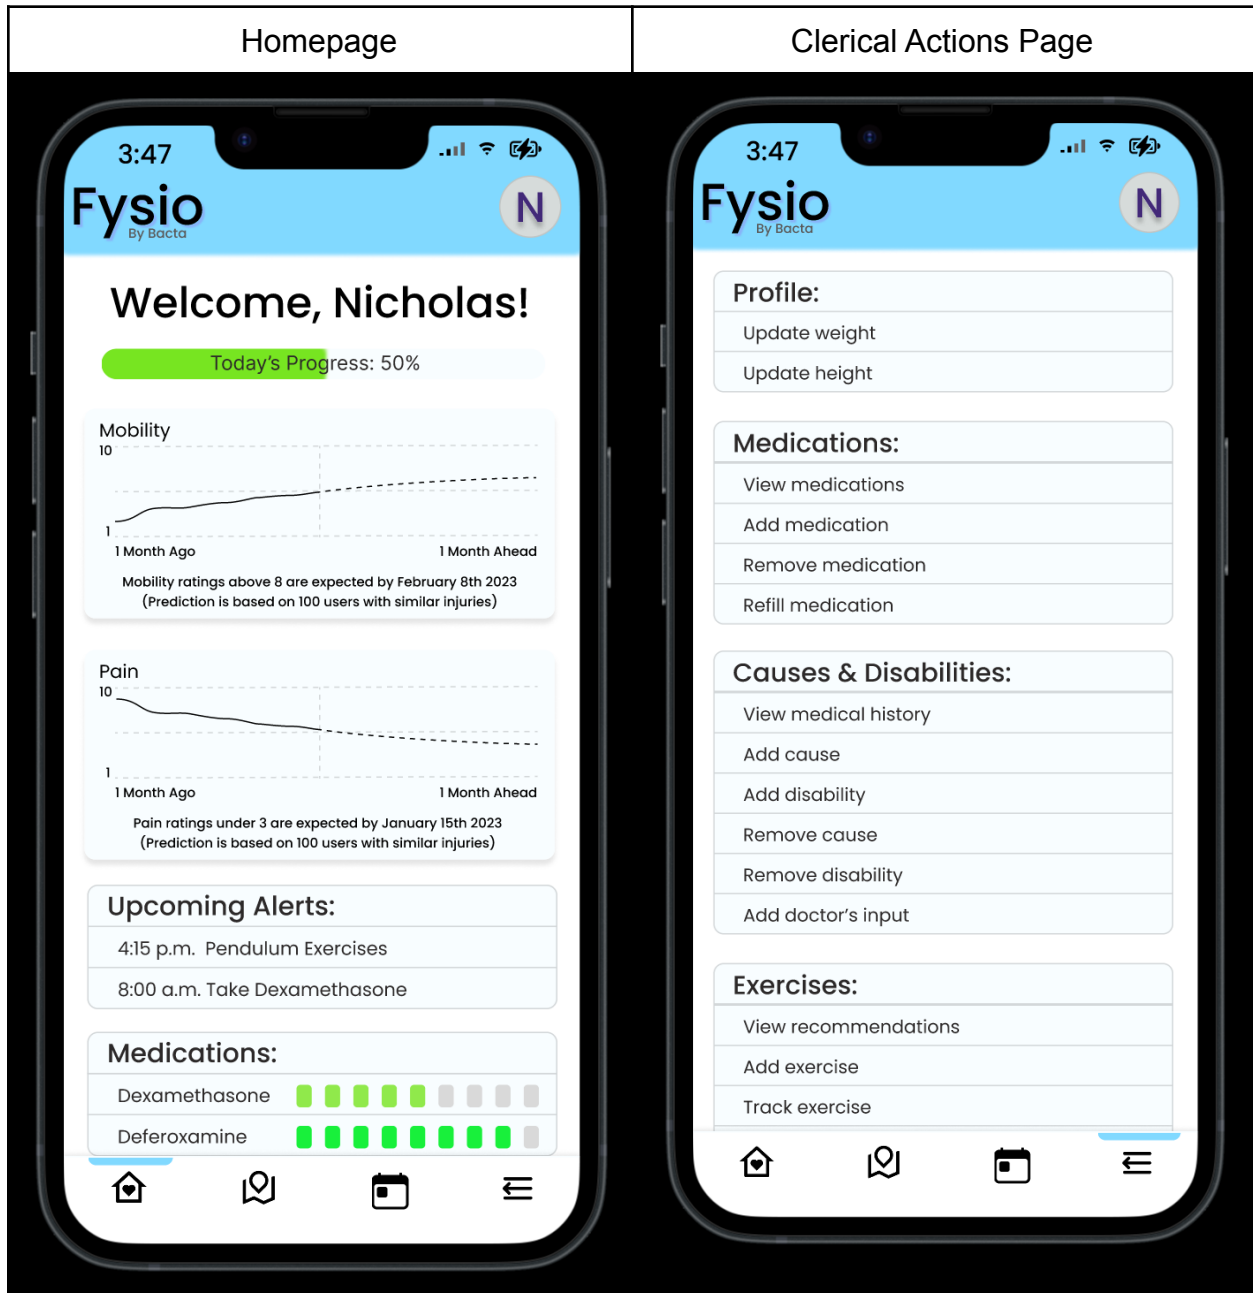 Homepage
Clerical Actions Page
3:47
Fysio
By Bacta
N
Welcome, Nicholas!
Today's Progress: 50%
Mobility
10
1
1 Month Ago
1 Month Ahead
Mobility ratings above 8 are expected by February 8th 2023
(Prediction is based on 100 users with similar injuries)
Pain
10
1
1 Month Ago
1 Month Ahead
Pain ratings under 3 are expected by January 15th 2023
(Prediction is based on 100 users with similar injuries)
Upcoming Alerts:
4:15 p.m. Pendulum Exercises
8:00 a.m. Take Dexamethasone
Medications:
Dexamethasone
Deferoxamine
3:47
Fysio
By Bacta
N
Profile:
Update weight
Update height
Medications:
View medications
Add medication
Remove medication
Refill medication
Causes & Disabilities:
View medical history
Add cause
Add disability
Remove cause
Remove disability
Add doctor's input
Exercises:
View recommendations
Add exercise
Track exercise